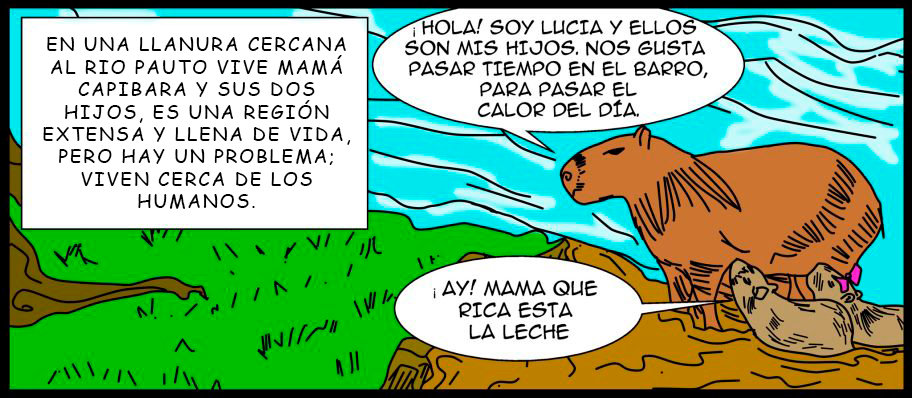 EN UNA LLANURA CERCANA
AL RIO PAUTO VIVE MAMÁ
CAPIBARA Y SUS DOS
HIJOS, ES UNA REGIÓN
EXTENSA Y LLENA DE VIDA,
PERO HAY UN PROBLEMA;
VIVEN CERCA DE LOS
HUMANOS.
¡HOLA! SOY LUCIA Y ELLOS
SON MIS HIJOS. NOS GUSTA
PASAR TIEMPO EN EL BARRO,
PARA PASAR EL
CALOR DEL DÍA.
¡AY! MAMA QUE
RICA ESTA
LA LECHE